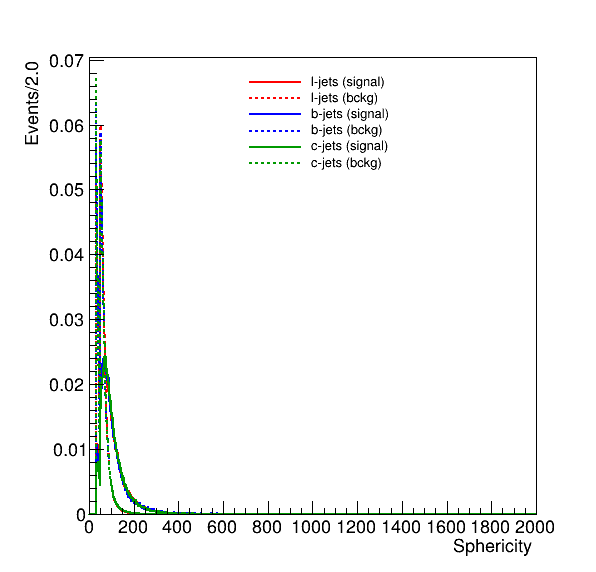 0.07
0.06
0.05
0.04
0.03
0.02
0.01
0
Events/2.0
l-jets (signal)
l-jets (bckg)
b-jets (signal)
b-jets (bckg)
c-jets (signal)
c-jets (bckg)
0 200 400 600 800 1000 1200 1400 1600 1800 2000
Sphericity